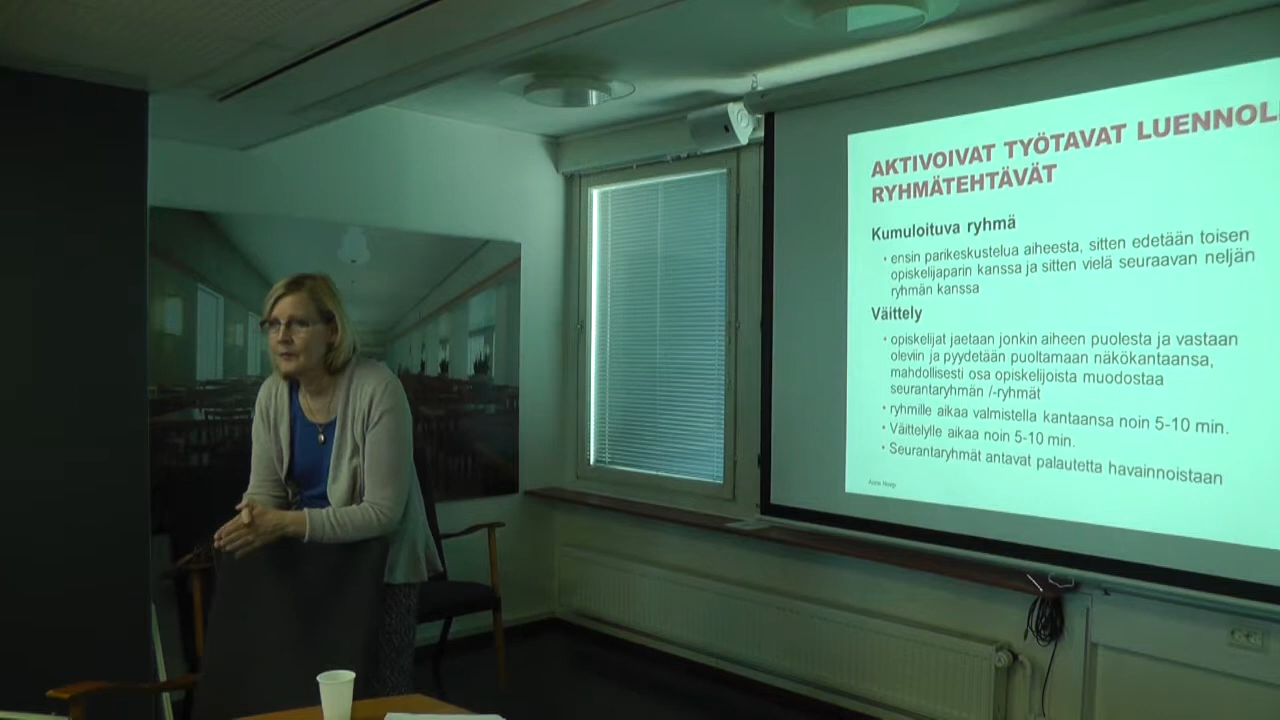 AKTIVOIVAT TYÖTAVAT LUENNOL
RYHMÄTEHTÄVÄT
Kumuloituva ryhmä
• ensin parikeskustelua aiheesta, sitten edetään toisen
opiskelijaparin kanssa ja sitten vielä seuraavan neljän
ryhmän kanssa
Väittely
• opiskelijat jaetaan jonkin aiheen puolesta ja vastaan
oleviin ja pyydetään puoltamaan näkökantaansa,
mahdollisesti osa opiskelijoista muodostaa
seurantaryhmän /-ryhmät
• ryhmille aikaa valmistella kantaansa noin 5-10 min.
• Väittelylle aikaa noin 5-10 min.
• Seurantaryhmät antavat palautetta havainnoistaan